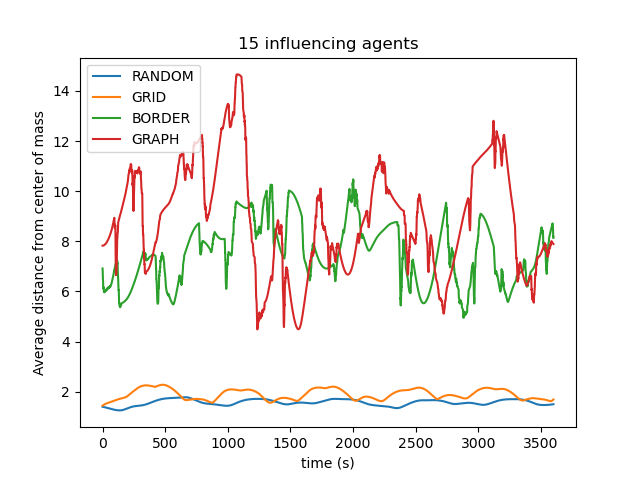 15 influencing agents
RANDOM
GRID
BORDER
GRAPH
Average distance from center of mass
14
12
10
8
6
4
2
0 500 1000 1500 2000 2500 3000 3500
time (s)